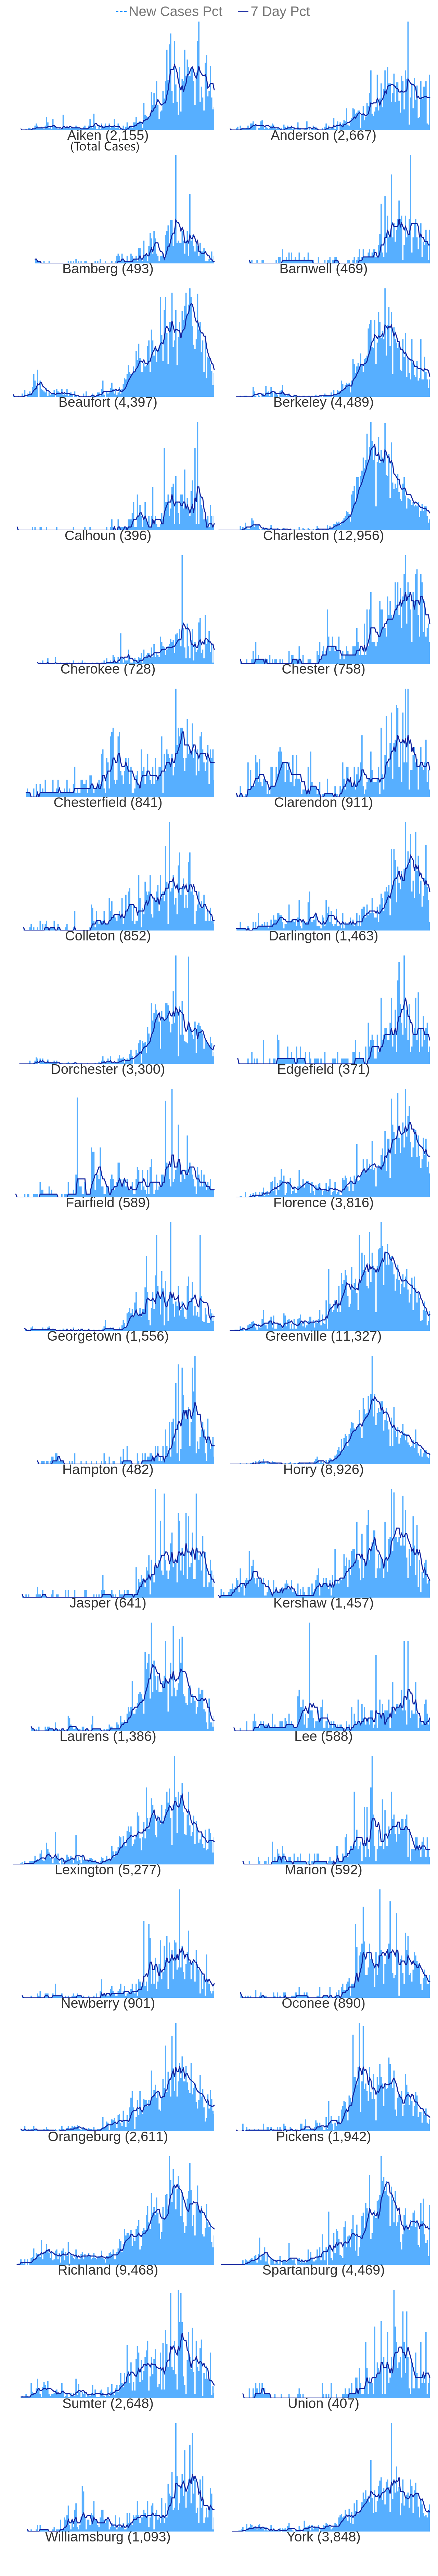 New Cases Pct 7 Day Pct
Aiken (2,155) Anderson (2,667)
(Total Cases)
Bamberg (493) Barnwell (469)
Beaufort (4,397) Berkeley (4,489)
Calhoun (396) Charleston (12,956)
Cherokee (728) Chester (758)
Chesterfield (841) Clarendon (911)
Colleton (852) Darlington (1,463)
Dorchester (3,300) Edgefield (371)
Fairfield (589) Florence (3,816)
Georgetown (1,556) Greenville (11,327)
Hampton (482) Horry (8,926)
Jasper (641) Kershaw (1,457)
Laurens (1,386) Lee (588)
Lexington (5,277) Marion (592)
Newberry (901) Oconee (890)
Orangeburg (2,611) Pickens (1,942)
Richland (9,468) Spartanburg (4,469)
Sumter (2,648) Union (407)
Williamsburg (1,093) York (3,848)